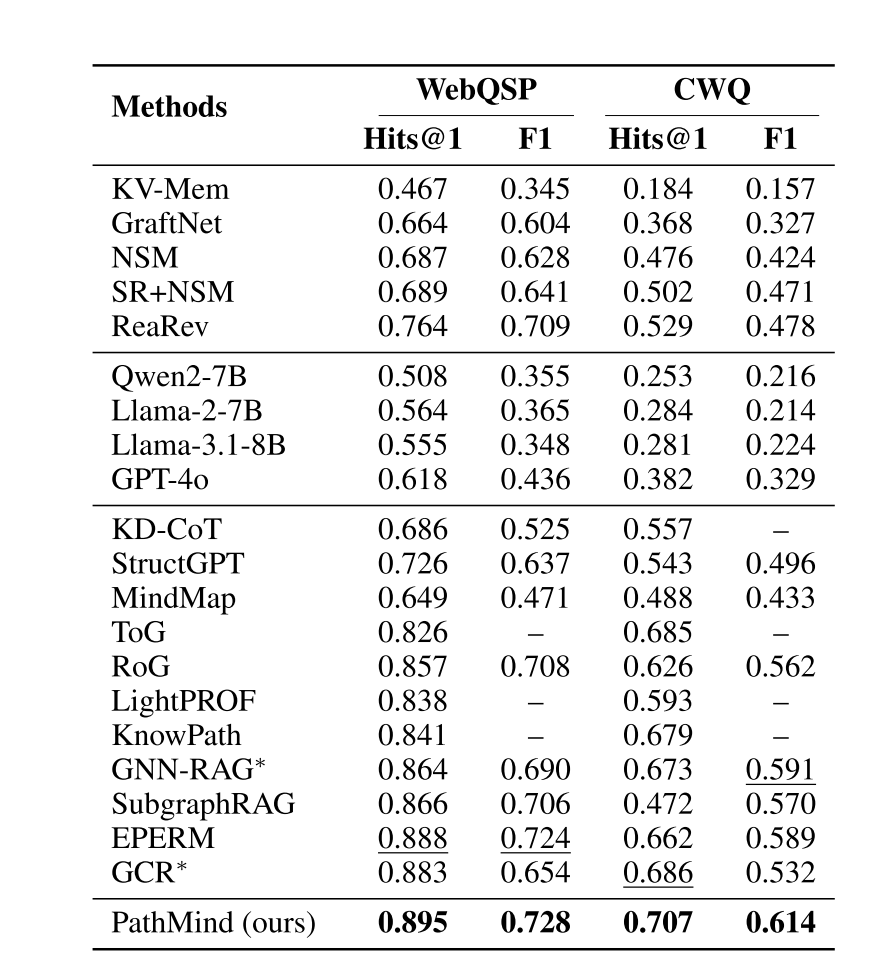 Methods WebQSP CWQ
Hits@1 F1 Hits@1 F1
KV-Mem 0.467 0.345 0.184 0.157
GraftNet 0.664 0.604 0.368 0.327
NSM 0.687 0.628 0.476 0.424
SR+NSM 0.689 0.641 0.502 0.471
ReaRev 0.764 0.709 0.529 0.478
Qwen2-7B 0.508 0.355 0.253 0.216
Llama-2-7B 0.564 0.365 0.284 0.214
Llama-3.1-8B 0.555 0.348 0.281 0.224
GPT-4o 0.618 0.436 0.382 0.329
KD-CoT 0.686 0.525 0.557 –
StructGPT 0.726 0.637 0.543 0.496
MindMap 0.649 0.471 0.488 0.433
ToG 0.826 – 0.685 –
RoG 0.857 0.708 0.626 0.562
LightPROF 0.838 – 0.593 –
KnowPath 0.841 – 0.679 –
GNN-RAG* 0.864 0.690 0.673 0.591
SubgraphRAG 0.866 0.706 0.472 0.570
EPERM 0.888 0.724 0.662 0.589
GCR* 0.883 0.654 0.686 0.532
PathMind (ours) 0.895 0.728 0.707 0.614